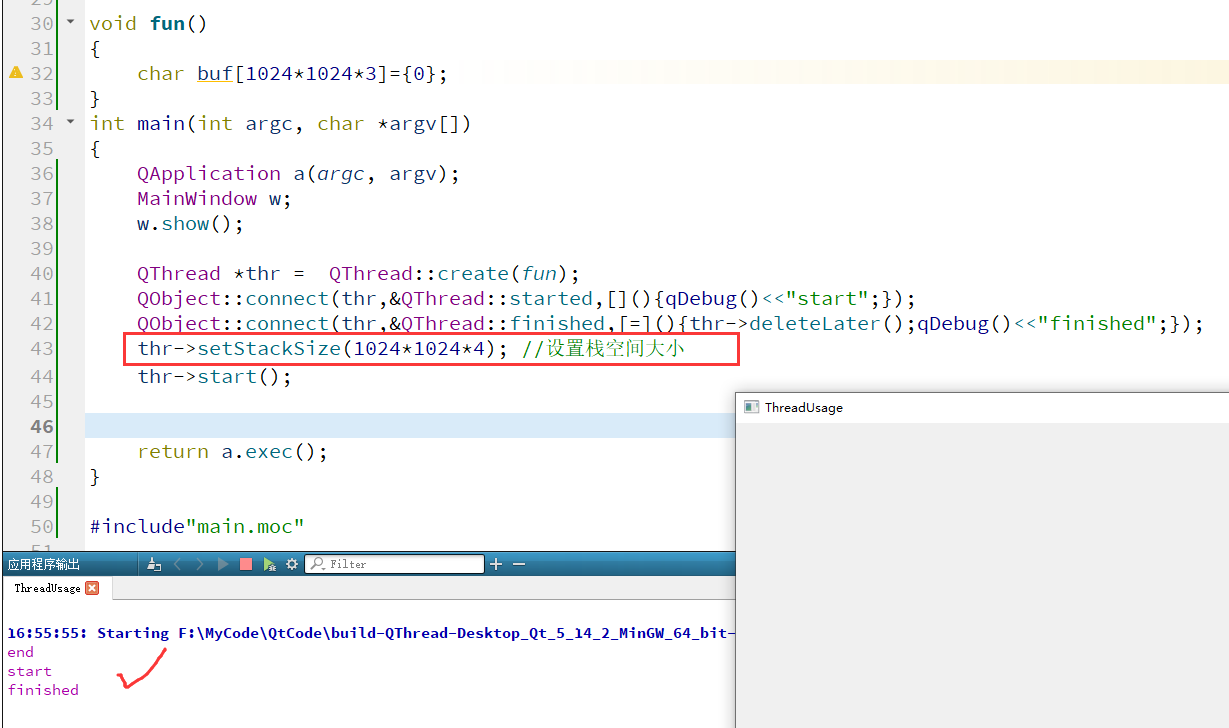 29
30 void fun()
31 {
32 char buf[1024*1024*3]={0};
33 }
34 int main(int argc, char *argv[])
35 {
36 QApplication a(argc, argv);
37 MainWindow w;
38 w.show();
39
40 QThread *thr =  QThread::create(fun);
41 QObject::connect(thr,&QThread::started,[](){qDebug()<<"start";});
42 QObject::connect(thr,&QThread::finished,[=](){thr->deleteLater();qDebug()<<"finished";});
43 thr->setStackSize(1024*1024*4); //设置栈空间大小
44 thr->start();
45
46
47 return a.exec();
48 }
49
50 #include"main.moc"
51
ThreadUsage
应用程序输出 Filter
ThreadUsage
16:55:55: Starting F:\MyCode\QtCode\build-QThread-Desktop_Qt_5_14_2_MinGW_64_bit-
end
start
finished